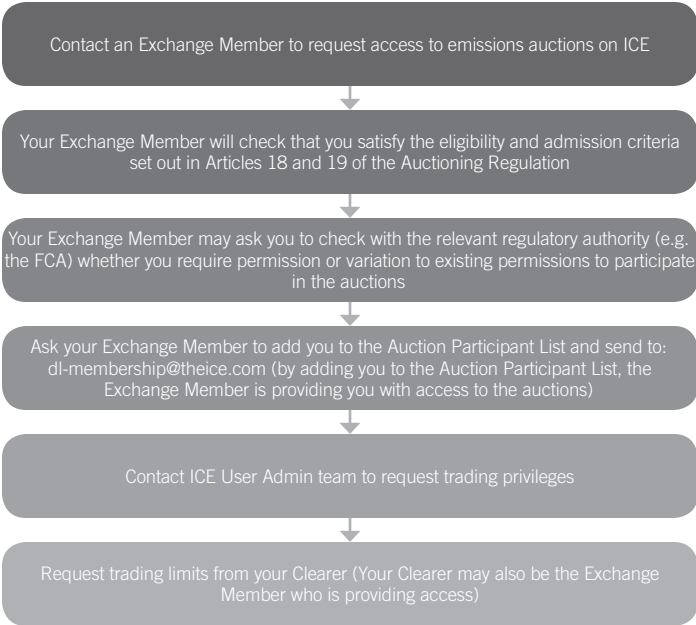 Contact an Exchange Member to request access to emissions auctions on ICE
Your Exchange Member will check that you satisfy the eligibility and admission criteria
set out in Articles 18 and 19 of the Auctioning Regulation
Your Exchange Member may ask you to check with the relevant regulatory authority (e.g.
the FCA) whether you require permission or variation to existing permissions to participate
in the auctions
Ask your Exchange Member to add you to the Auction Participant List and send to:
dl-membership@theice.com (by adding you to the Auction Participant List, the
Exchange Member is providing you with access to the auctions)
Contact ICE User Admin team to request trading privileges
Request trading limits from your Clearer (Your Clearer may also be the Exchange
Member who is providing access)